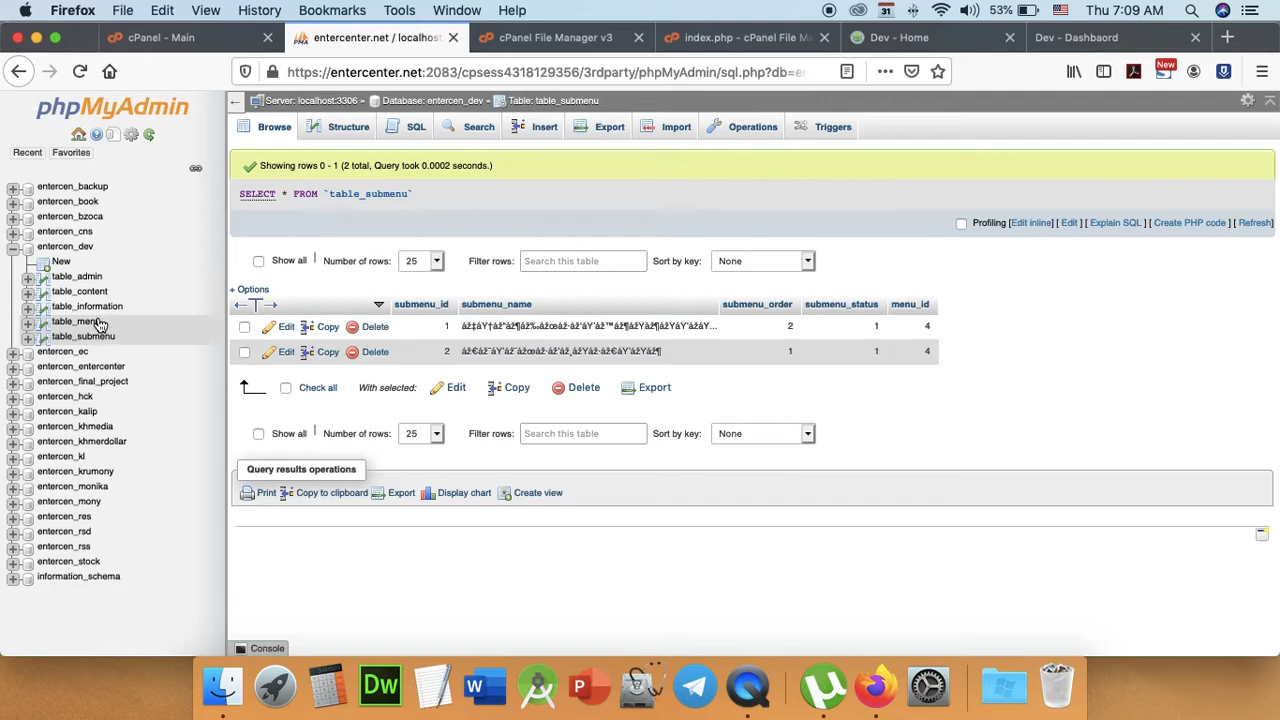 Firefox File Edit View History Bookmarks Tools Window Help 31 53% Thu 7:09 AM
cPanel - Main entercenter.net / localhos cPanel File Manager v3 index.php - cPanel File M Dev - Home Dev - Dashbaord
https://entercenter.net:2083/cpsess4318129356/3rdparty/phpMyAdmin/sql.php?db=e New
phpMyAdmin
Recent Favorites
entercen_backup
entercen_book
entercen_bzoca
entercen_cns
entercen_dev
New
table_admin
table_content
table_information
table_menu
table_submenu
entercen_ec
entercen_entercenter
entercen_final_project
entercen_hck
entercen_kalip
entercen_khmedia
entercen_khmerdollar
entercen_kl
entercen_krumony
entercen_monika
entercen_mony
entercen_res
entercen_rsd
entercen_rss
entercen_stock
information_schema
Server: localhost:3306 » Database: entercen_dev » Table: table_submenu
Browse Structure SQL Search Insert Export Import Operations Triggers
Showing rows 0 - 1 (2 total, Query took 0.0002 seconds.)
SELECT * FROM `table_submenu`
Profiling [Edit inline] [ Edit ] [ Explain SQL ] [ Create PHP code ] [ Refresh]
Show all Number of rows: 25 Filter rows: Search this table Sort by key: None
+ Options
submenu_id submenu_name submenu_order submenu_status menu_id
Edit Copy Delete 1 2 1 4
Edit Copy Delete 2 1 1 4
Check all With selected: Edit Copy Delete Export
Show all Number of rows: 25 Filter rows: Search this table Sort by key: None
Query results operations
Print Copy to clipboard Export Display chart Create view
Console
Dw